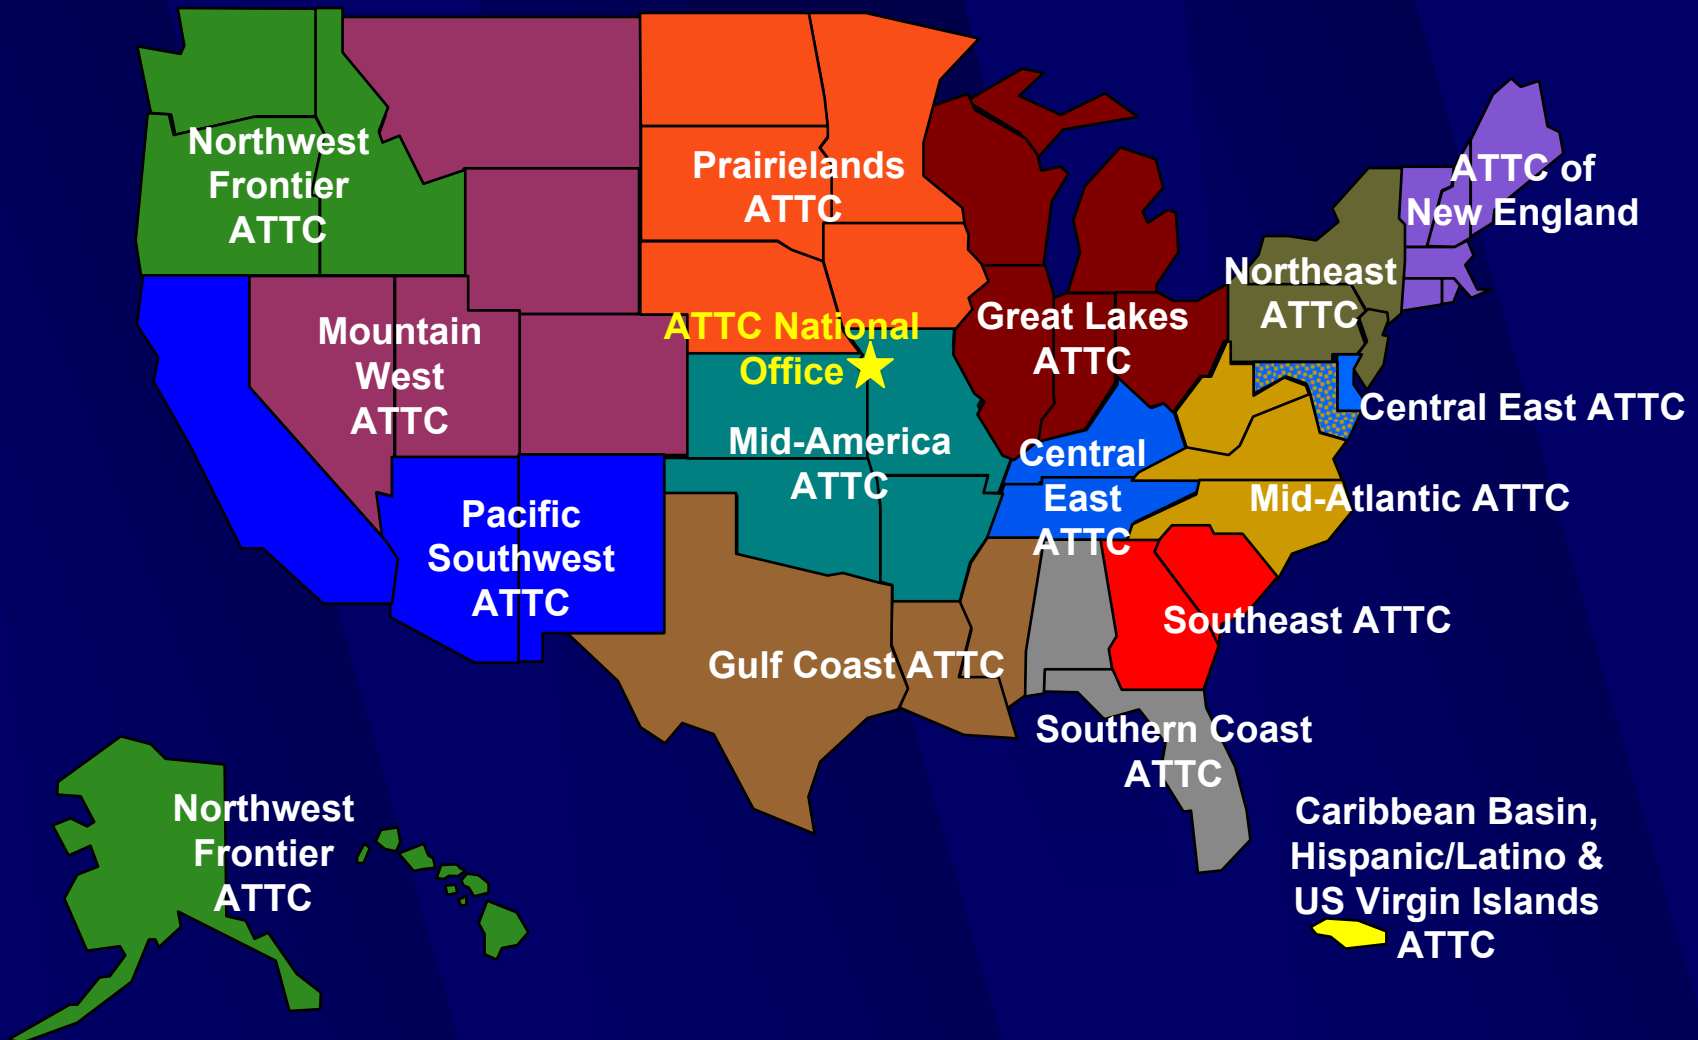 Northwest
Frontier
ATTC
Prairielands
ATTC
ATTC of
New England
Northeast
ATTC
Mountain
West
ATTC
ATTC National
Office
Great Lakes
ATTC
Central East ATTC
Mid-America
ATTC
Central
East
ATTC
Mid-Atlantic ATTC
Pacific
Southwest
ATTC
Southeast ATTC
Gulf Coast ATTC
Southern Coast
ATTC
Northwest
Frontier
ATTC
Caribbean Basin,
Hispanic/Latino &
US Virgin Islands
ATTC